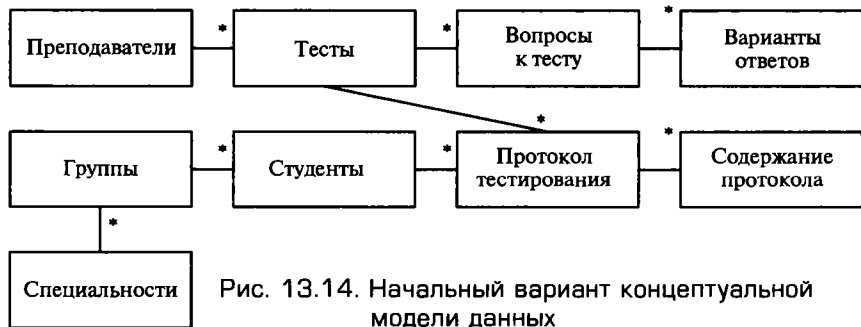 Преподаватели
*
Тесты
*
Вопросы
к тесту
*
Варианты
ответов
*
Группы
*
Студенты
*
Протокол
тестирования
*
Содержание
протокола
*
Специальности
Рис. 13.14. Начальный вариант концептуальной
модели данных